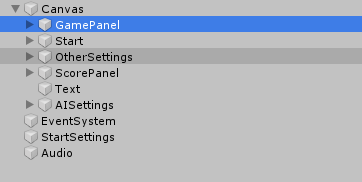 Canvas
GamePanel
Start
OtherSettings
ScorePanel
Text
AISettings
EventSystem
StartSettings
Audio